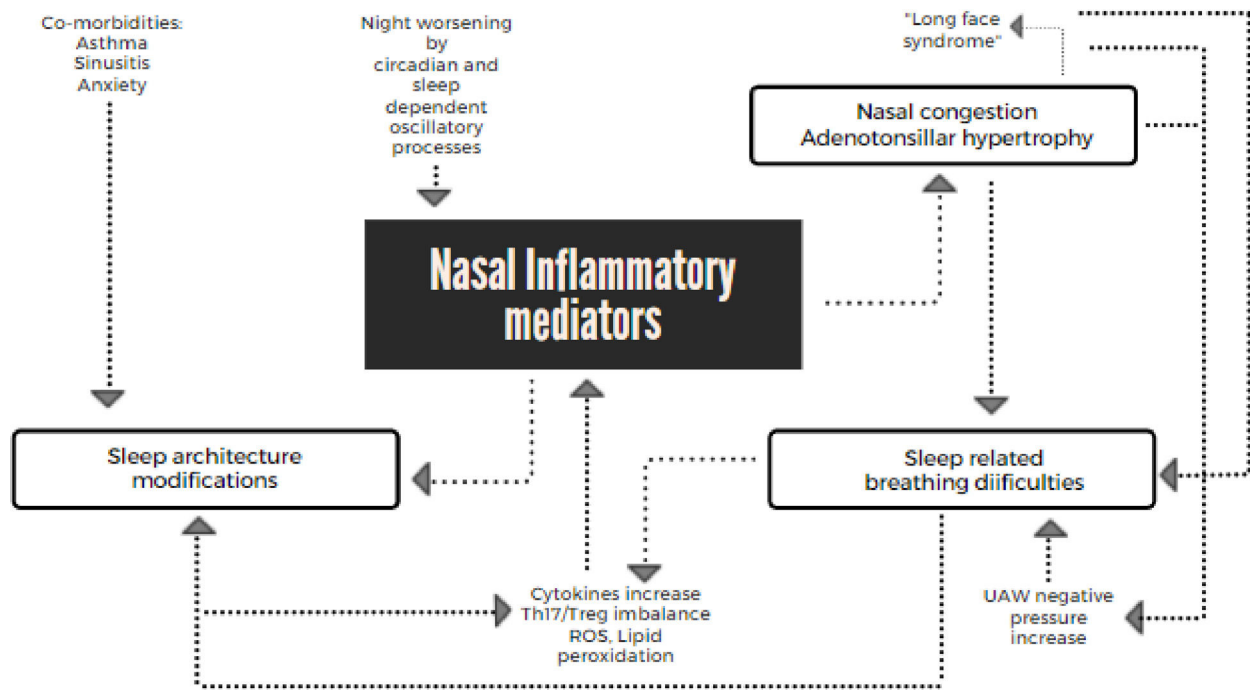 Co-morbidities:
Asthma
Sinusitis
Anxiety
Night worsening
by
circadian and
sleep
dependent
oscillatory
processes
"Long face
syndrome"
Nasal congestion
Adenotonsillar hypertrophy
Nasal Inflammatory
mediators
Sleep architecture
modifications
Sleep related
breathing diificulties
Cytokines increase
Th17/Treg imbalance
ROS, Lipid
peroxidation
UAW negative
pressure
increase